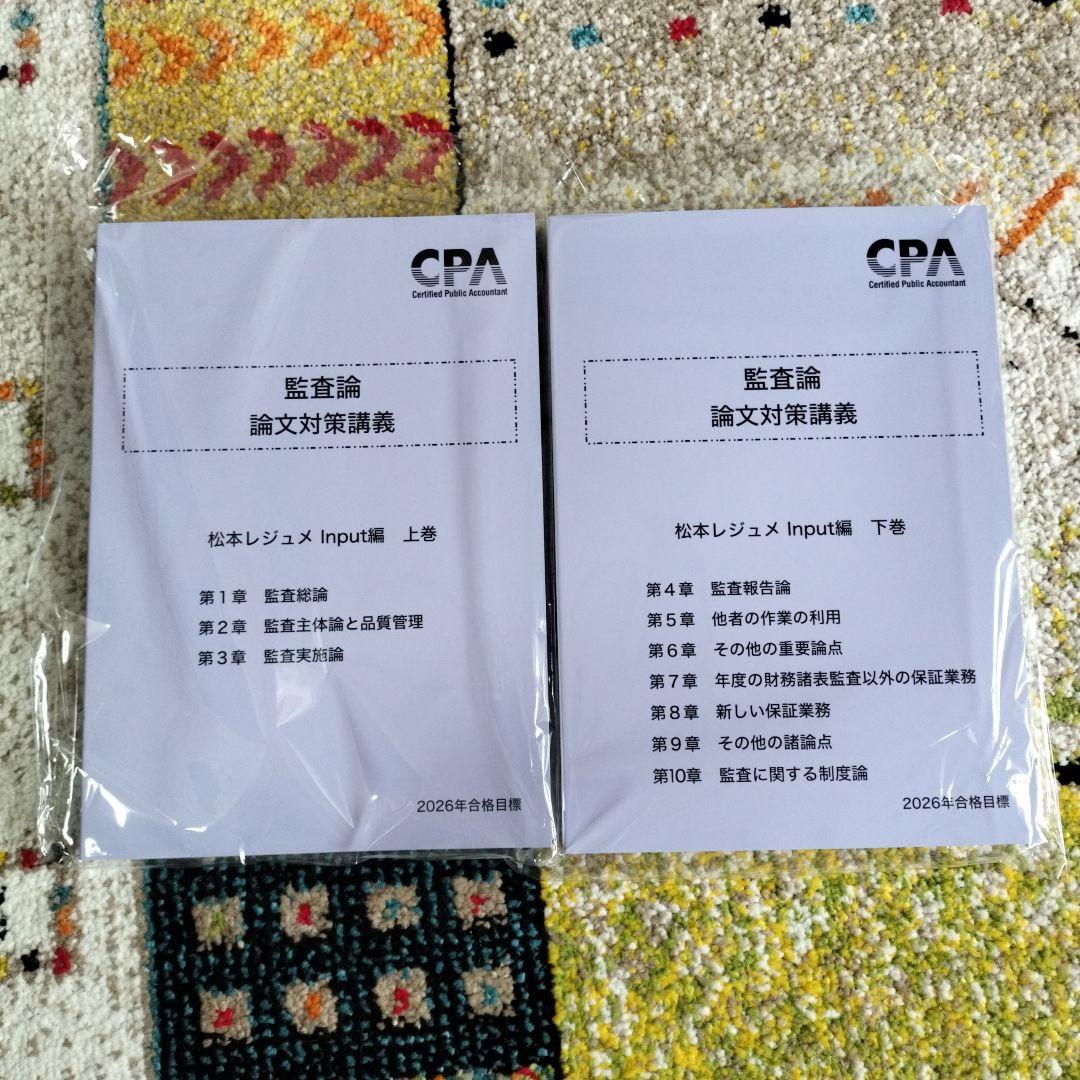 CPA
Certified Public Accountant
監査論
論文対策講義
松本レジュメ Input編　上巻
第１章　監査総論
第２章　監査主体論と品質管理
第３章　監査実施論
2026年合格目標
CPA
Certified Public Accountant
監査論
論文対策講義
松本レジュメ Input編　下巻
第４章　監査報告論
第５章　他者の作業の利用
第６章　その他の重要論点
第７章　年度の財務諸表監査以外の保証業務
第８章　新しい保証業務
第９章　その他の諸論点
第10章　監査に関する制度論
2026年合格目標